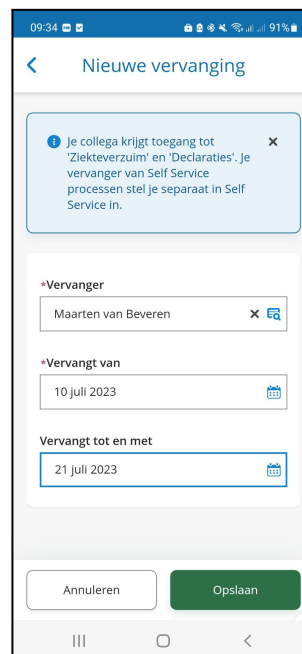 09:34
91%
Nieuwe vervanging
Je collega krijgt toegang tot
'Ziekteverzuim' en 'Declaraties'. Je
vervanger van Self Service
processen stel je separaat in Self
Service in.
*Vervanger
Maarten van Beveren
*Vervangt van
10 juli 2023
Vervangt tot en met
21 juli 2023
Annuleren
Opslaan